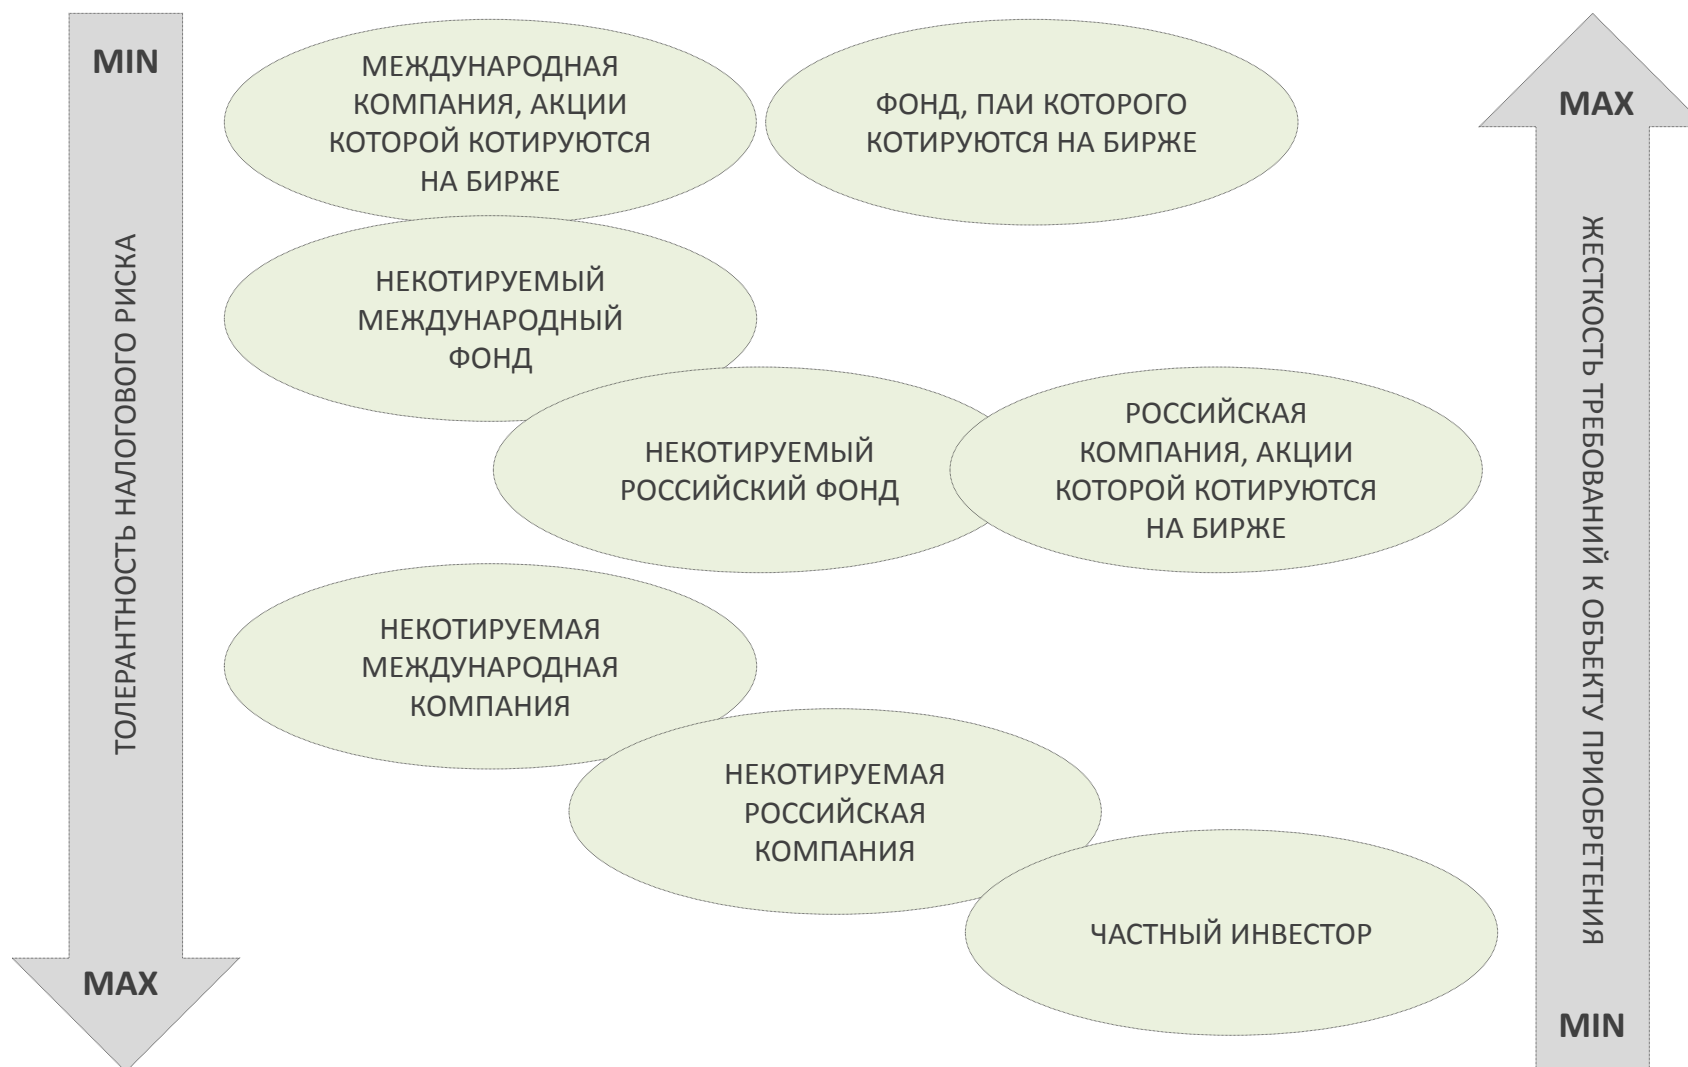 MIN
ТОЛЕРАНТНОСТЬ НАЛОГОВОГО РИСКА
MAX
МЕЖДУНАРОДНАЯ
КОМПАНИЯ, АКЦИИ
КОТОРОЙ КОТИРУЮТСЯ
НА БИРЖЕ
ФОНД, ПАИ КОТОРОГО
КОТИРУЮТСЯ НА БИРЖЕ
НЕКОТИРУЕМЫЙ
МЕЖДУНАРОДНЫЙ
ФОНД
НЕКОТИРУЕМЫЙ
РОССИЙСКИЙ ФОНД
РОССИЙСКАЯ
КОМПАНИЯ, АКЦИИ
КОТОРОЙ КОТИРУЮТСЯ
НА БИРЖЕ
НЕКОТИРУЕМАЯ
МЕЖДУНАРОДНАЯ
КОМПАНИЯ
НЕКОТИРУЕМАЯ
РОССИЙСКАЯ
КОМПАНИЯ
ЧАСТНЫЙ ИНВЕСТОР
MAX
ЖЕСТКОСТЬ ТРЕБОВАНИЙ К ОБЪЕКТУ ПРИОБРЕТЕНИЯ
MIN